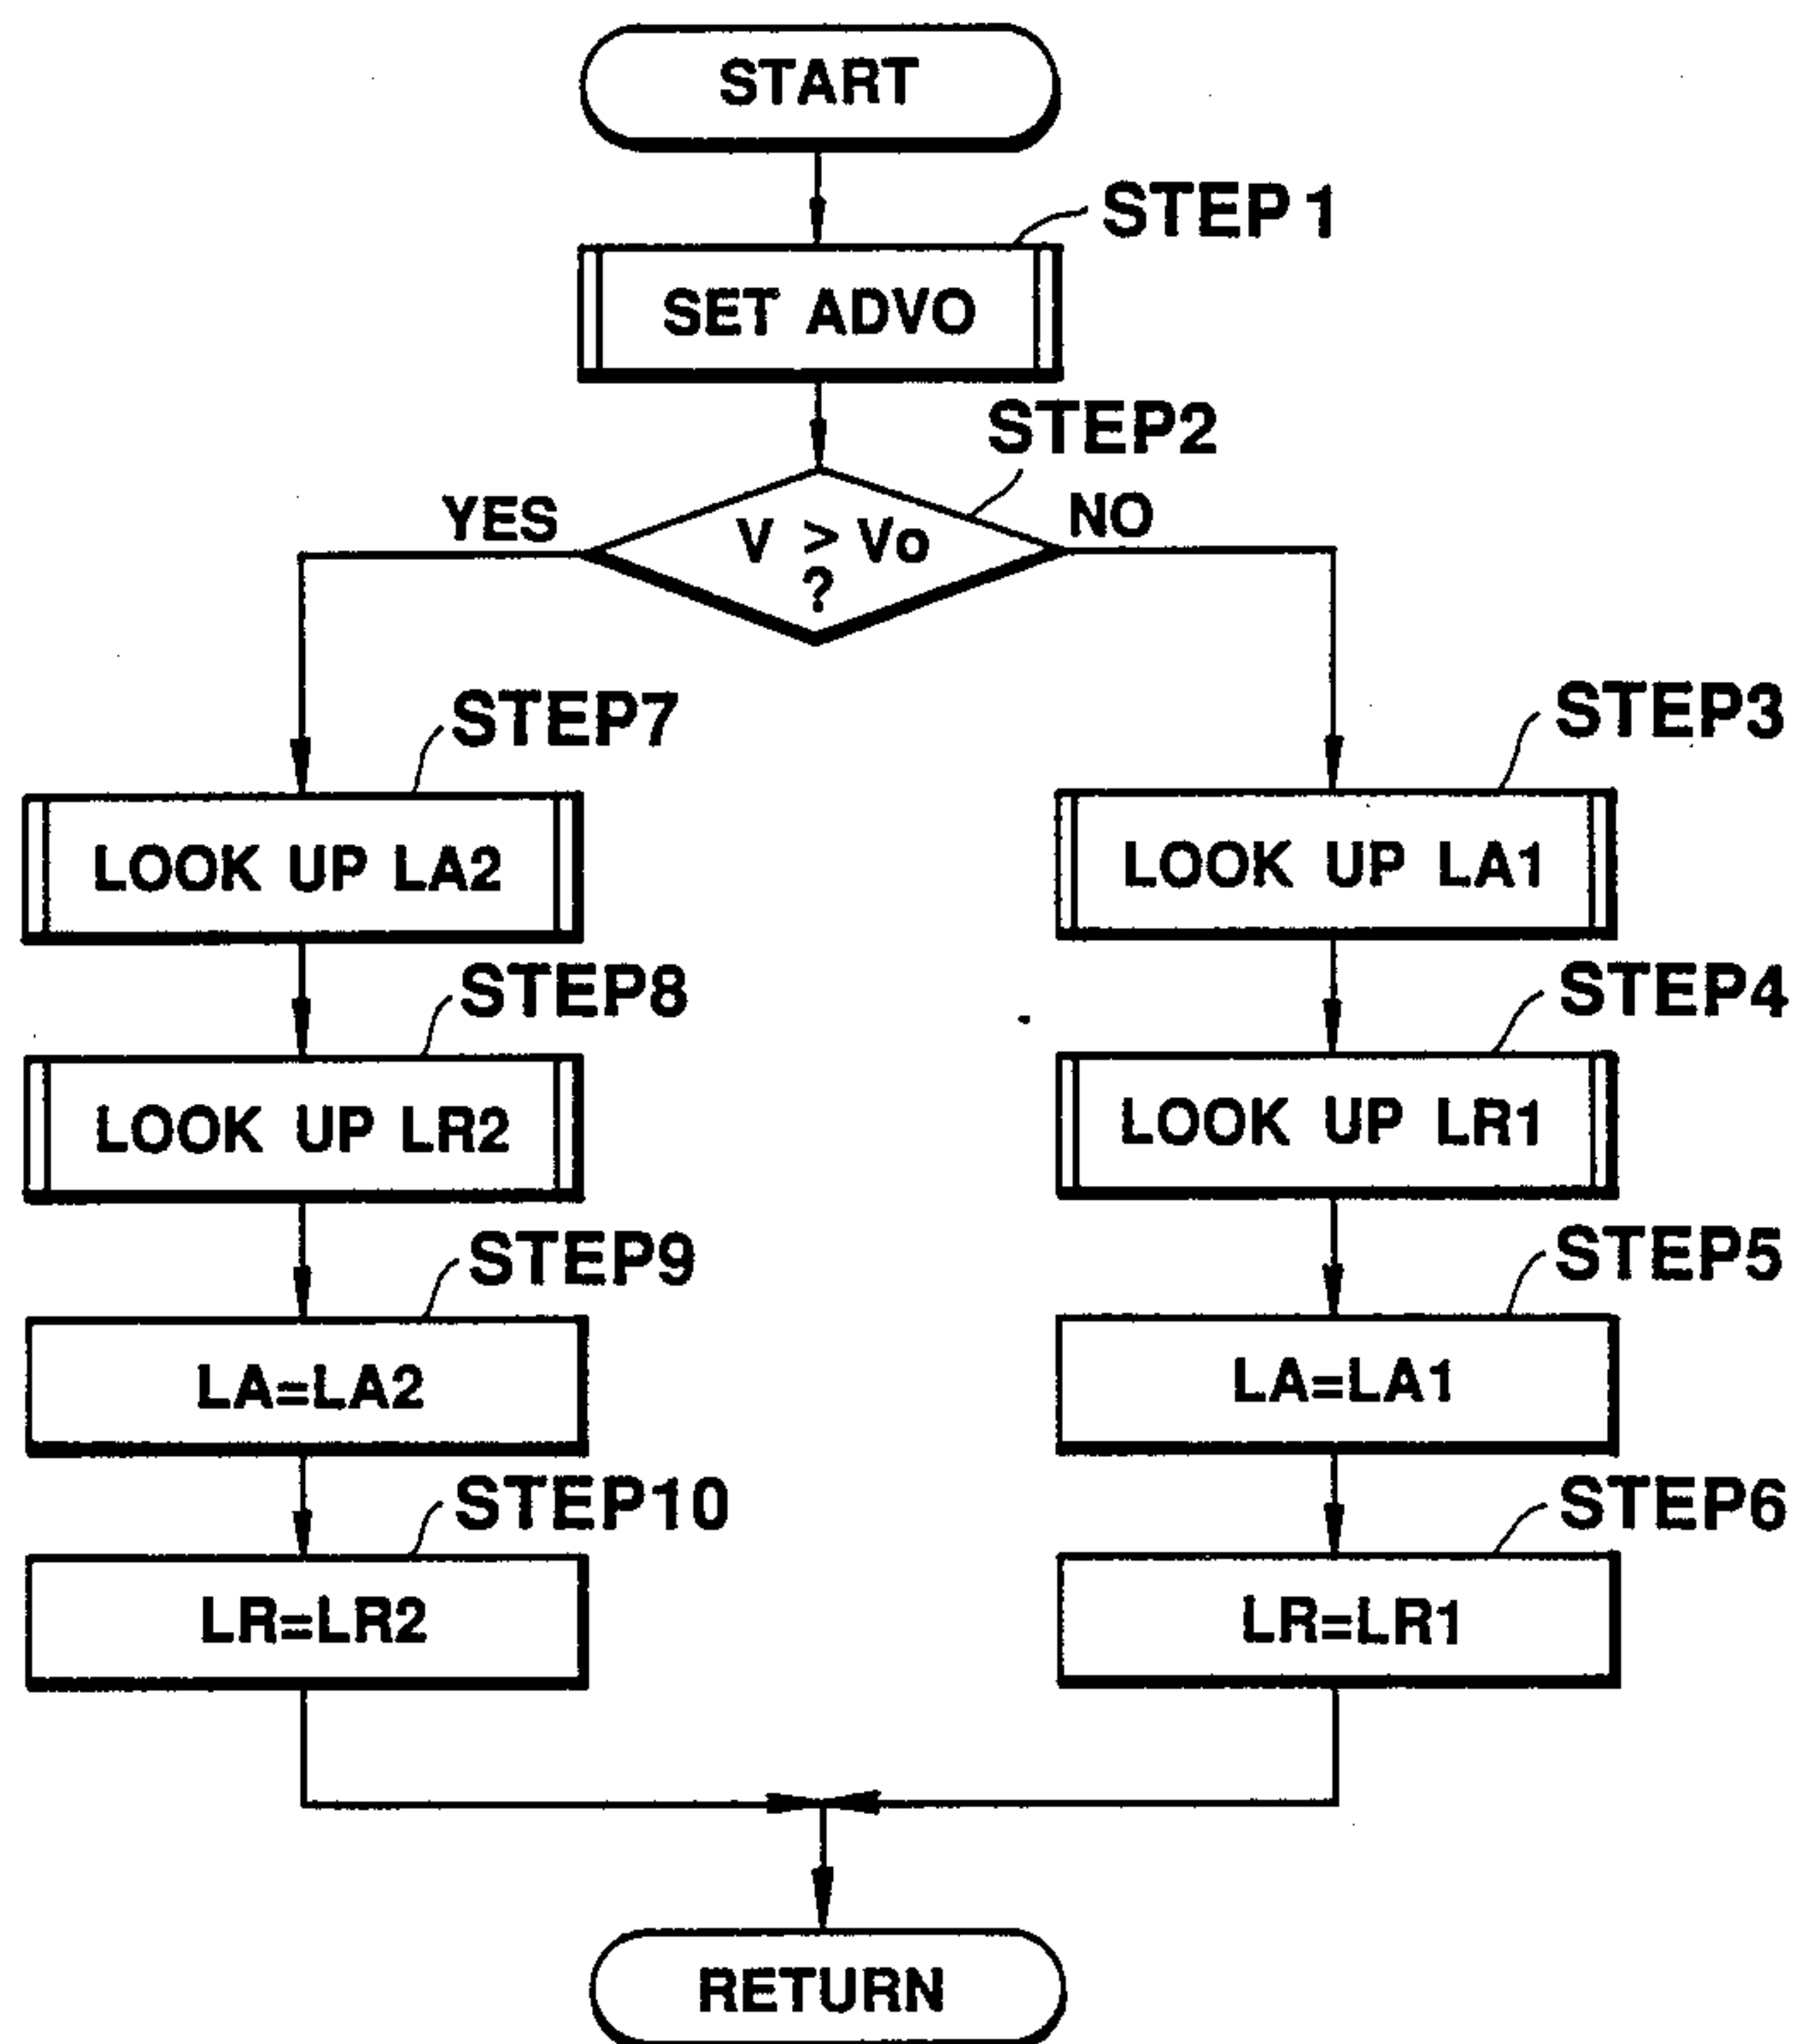 START
STEP 1
SET ADVO
STEP2
YES
NO
V > Vo
?
STEP7
STEP3
LOOK UP LA2
LOOK UP LA1
STEP8
STEP4
LOOK UP LR2
LOOK UP LR1
STEP9
STEP5
LA=LA2
LA=LA1
STEP10
STEP6
LR=LR2
LR=LR1
RETURN